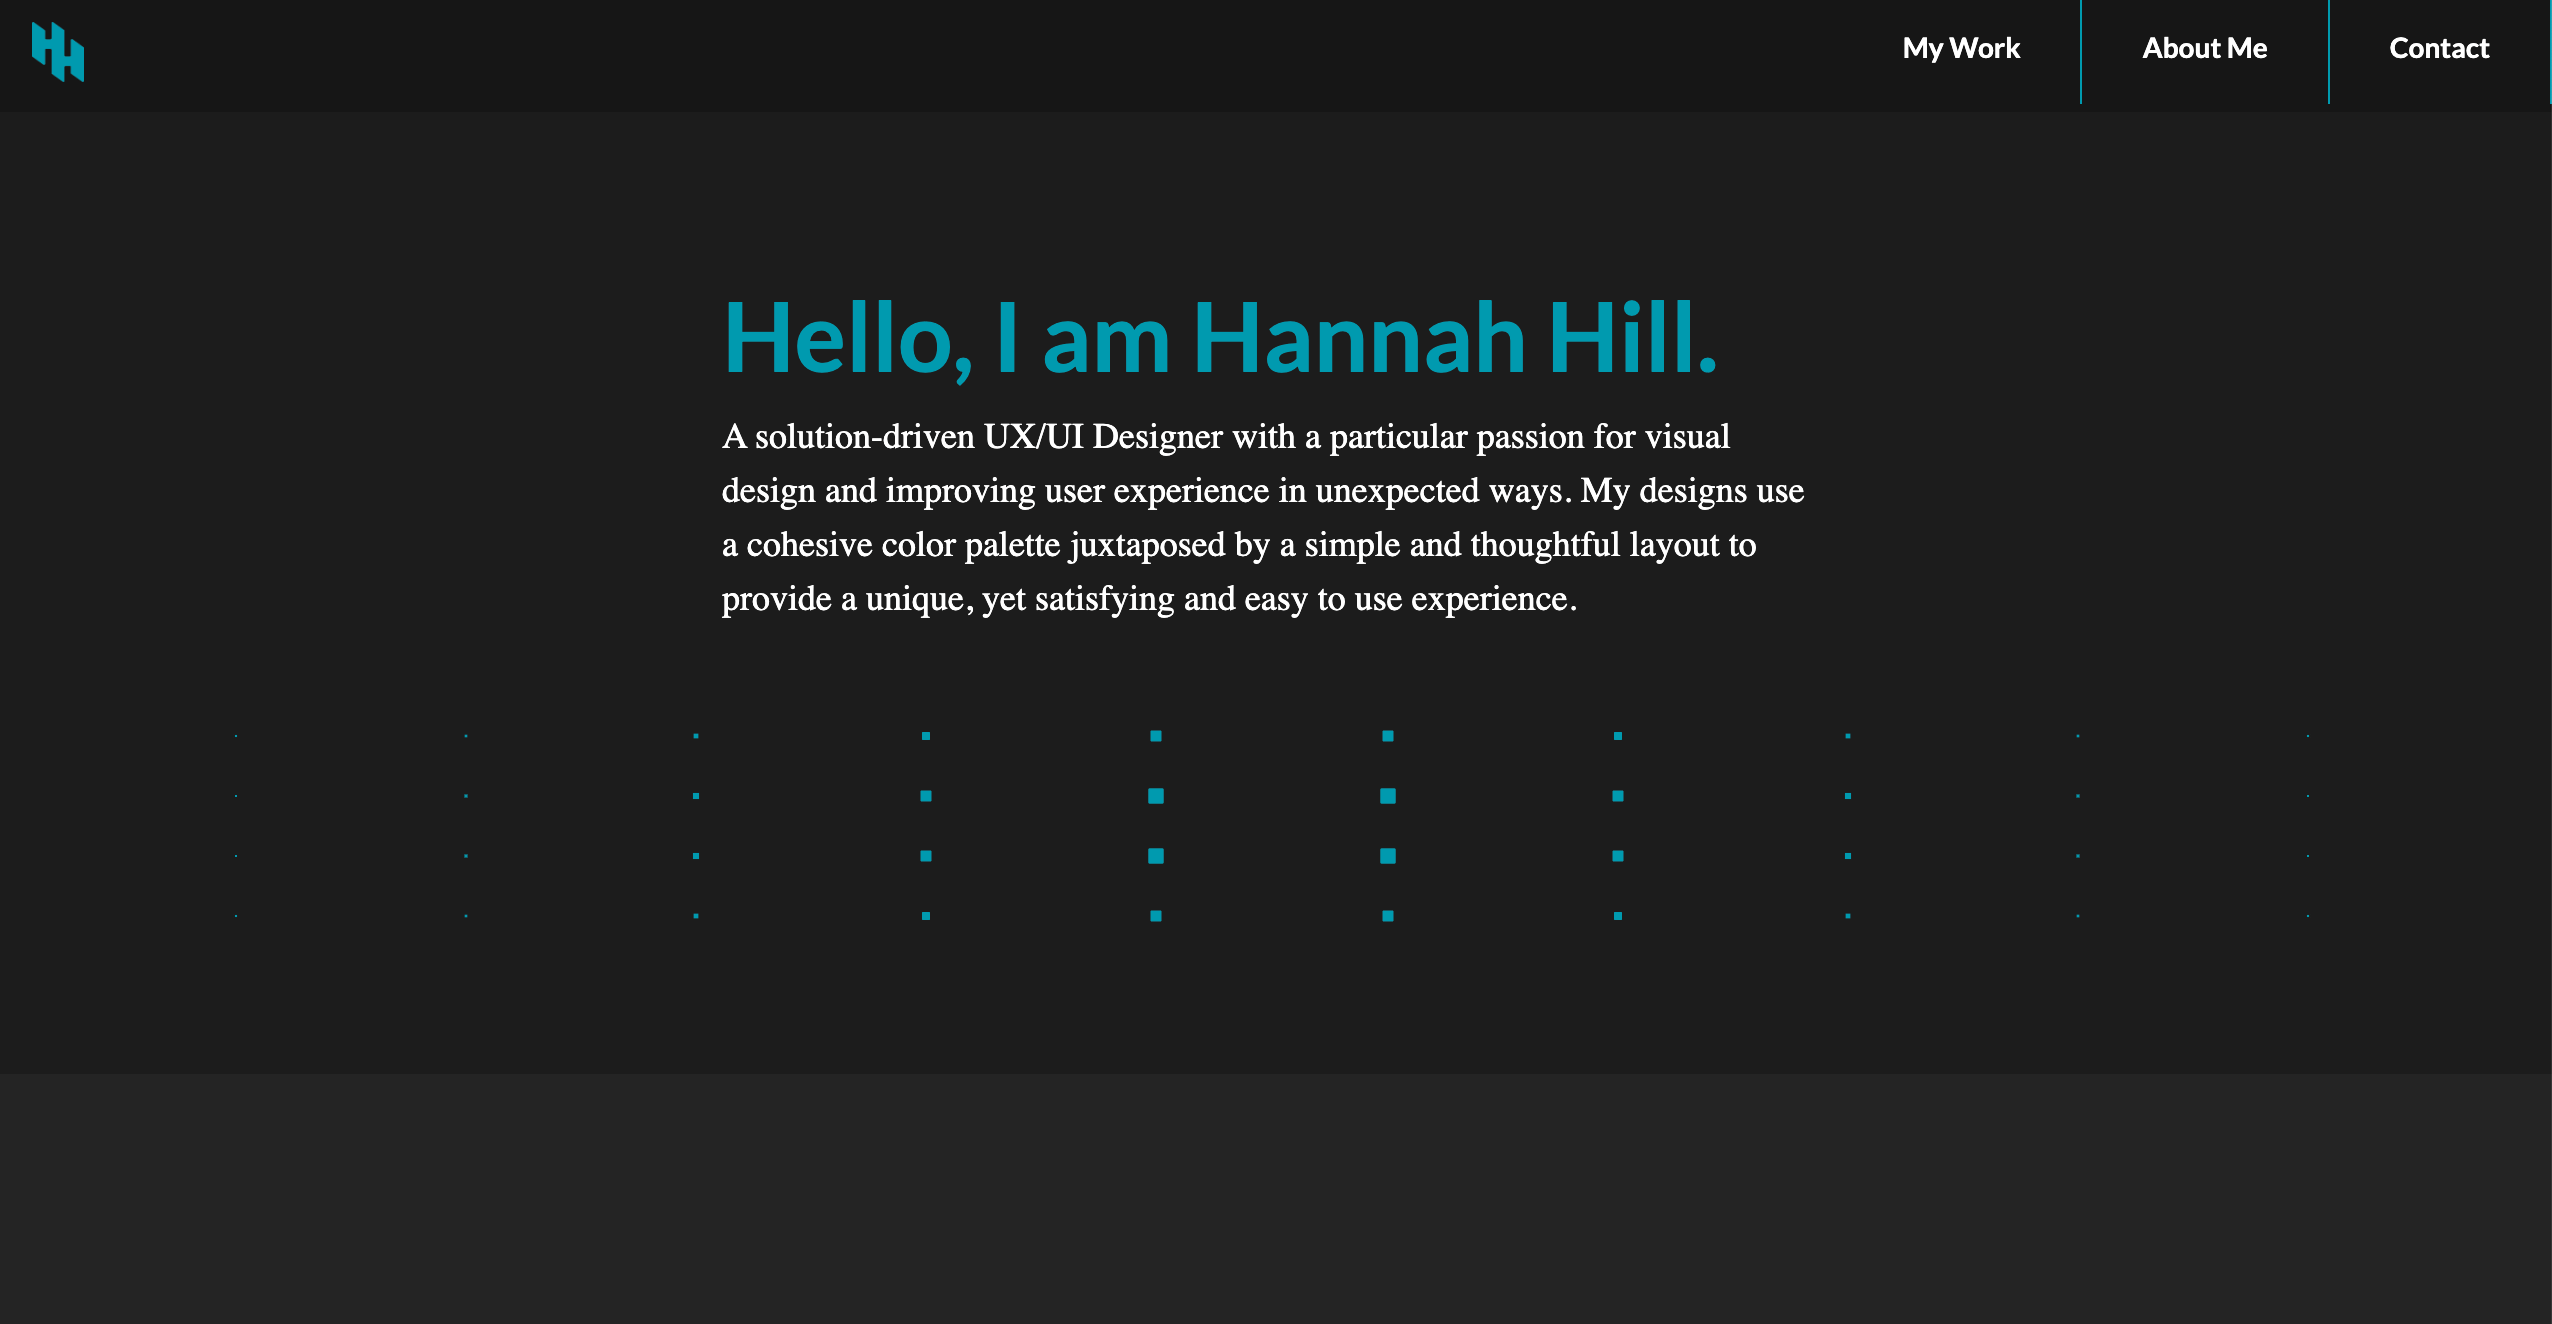 HH
My Work
About Me
Contact
Hello, I am Hannah Hill.
A solution-driven UX/UI Designer with a particular passion for visual
design and improving user experience in unexpected ways. My designs use
a cohesive color palette juxtaposed by a simple and thoughtful layout to
provide a unique, yet satisfying and easy to use experience.